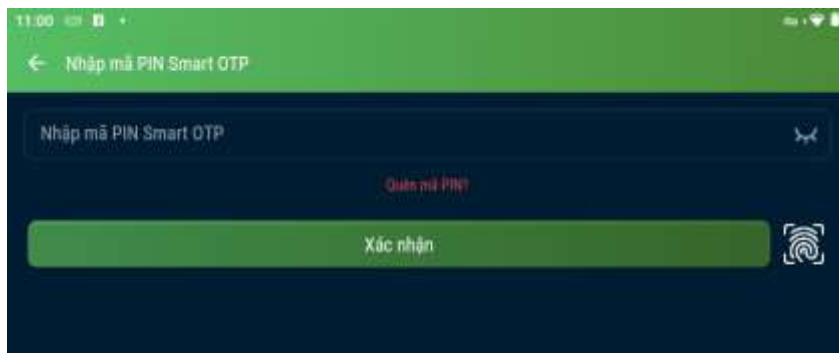 11:00
Nhập mã PIN Smart OTP
Nhập mã PIN Smart OTP
Quên mã PIN?
Xác nhận